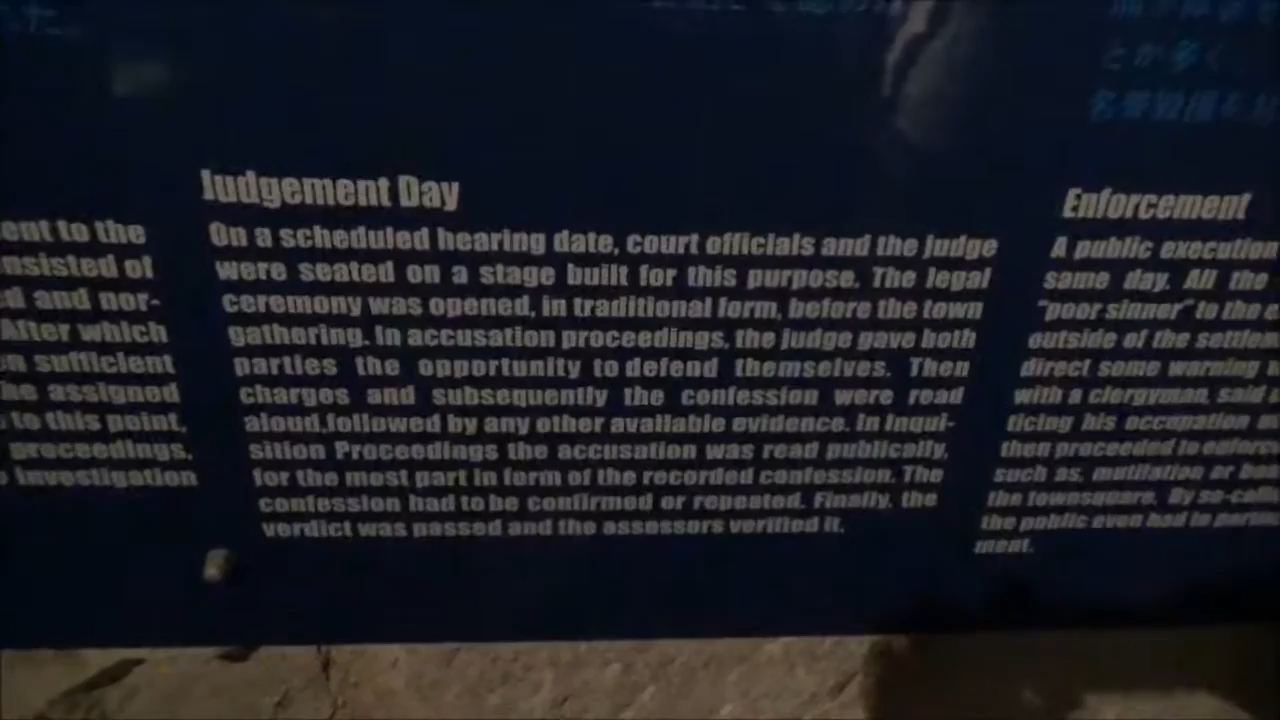 とが多く
ent to the
nsisted of
d and nor-
After which
n sufficient
he assigned
to this point,
proceedings,
investigation
Judgement Day
On a scheduled hearing date, court officials and the judge
were seated on a stage built for this purpose. The legal
ceremony was opened, in traditional form, before the town
gathering. In accusation proceedings, the judge gave both
parties the opportunity to defend themselves. Then
charges and subsequently the confession were read
aloud,followed by any other available evidence. In Inqui-
sition Proceedings the accusation was read publically,
for the most part in form of the recorded confession. The
confession had to be confirmed or repeated. Finally, the
verdict was passed and the assessors verified it.
Enforcement
A public execution
same day. All the
"poor sinner" to the
outside of the settlem
direct some warning
with a clergyman, said
ticing his occupation
then proceeded to enforc
such as, mutilation or
the townsquare. By so-call
the public even had to
ment.